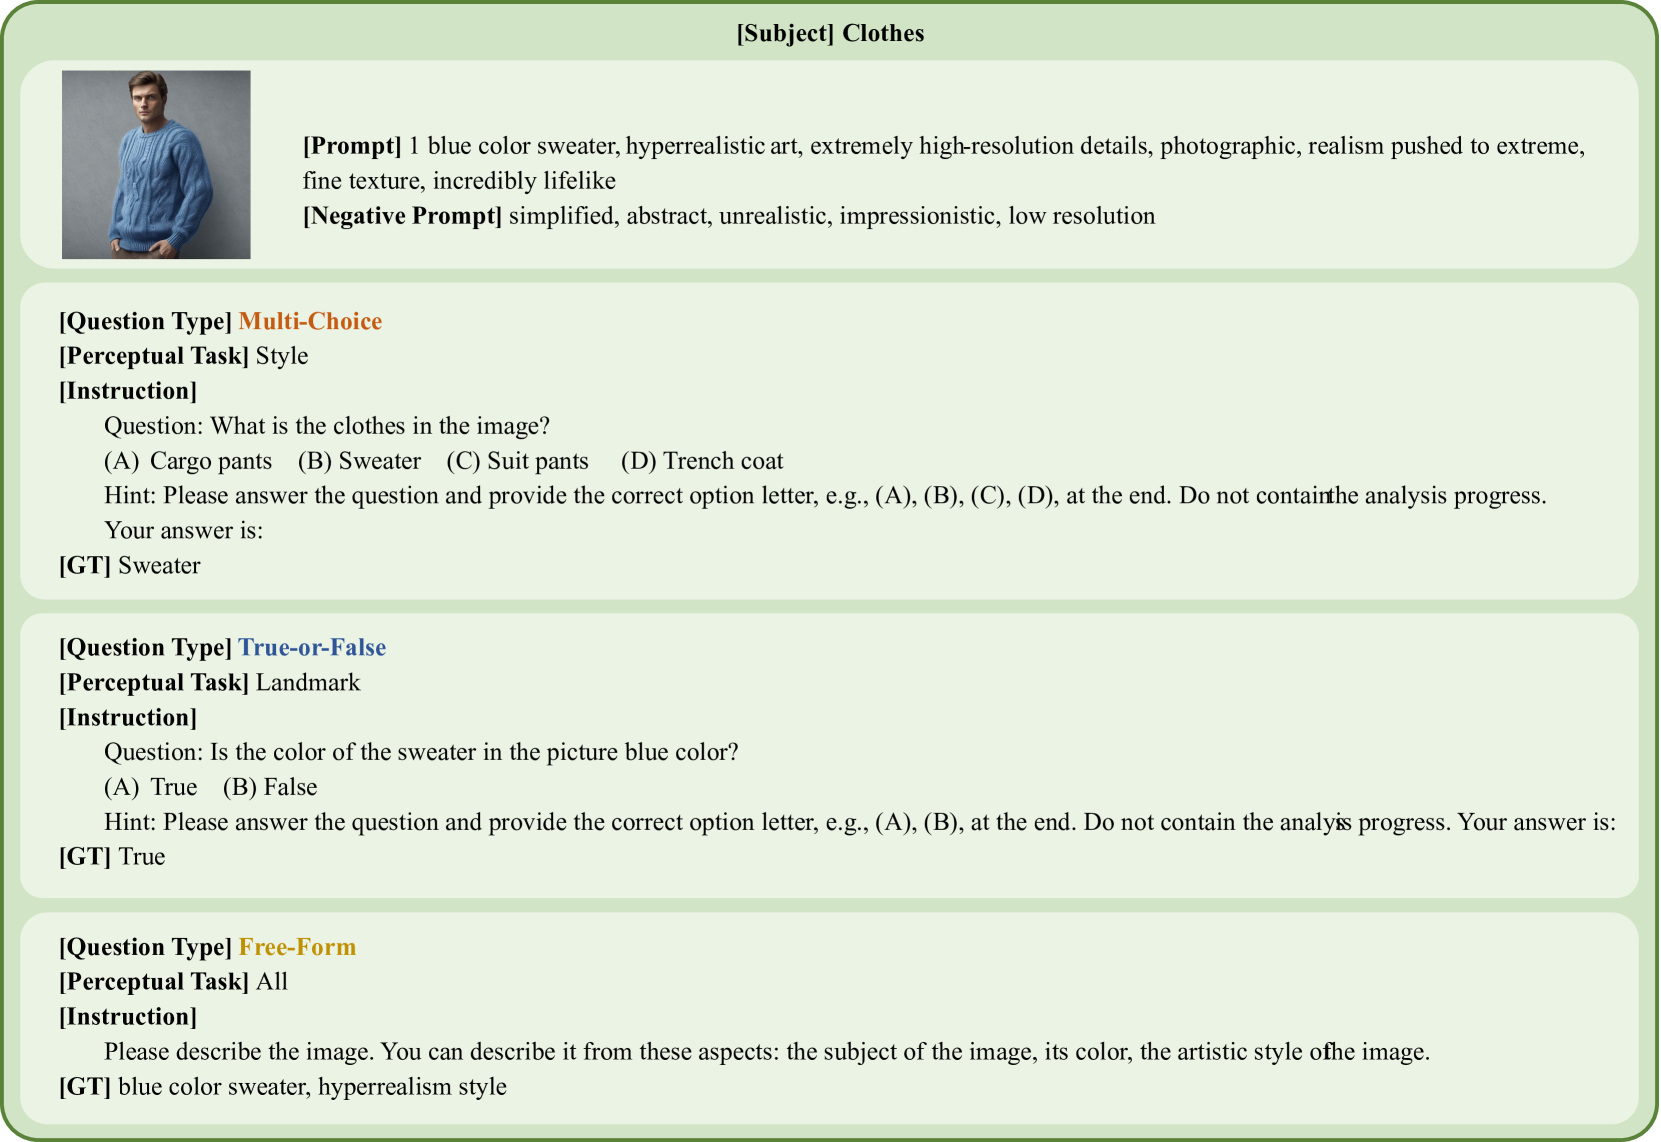 [Subject] Clothes
[Prompt] 1 blue color sweater, hyperrealistic art, extremely high-resolution details, photographic, realism pushed to extreme,
fine texture, incredibly lifelike
[Negative Prompt] simplified, abstract, unrealistic, impressionistic, low resolution
[Question Type] Multi-Choice
[Perceptual Task] Style
[Instruction]
Question: What is the clothes in the image?
(A) Cargo pants (B) Sweater (C) Suit pants (D) Trench coat
Hint: Please answer the question and provide the correct option letter, e.g., (A), (B), (C), (D), at the end. Do not contain the analysis progress.
Your answer is:
[GT] Sweater
[Question Type] True-or-False
[Perceptual Task] Landmark
[Instruction]
Question: Is the color of the sweater in the picture blue color?
(A) True (B) False
Hint: Please answer the question and provide the correct option letter, e.g., (A), (B), at the end. Do not contain the analysis progress. Your answer is:
[GT] True
[Question Type] Free-Form
[Perceptual Task] All
[Instruction]
Please describe the image. You can describe it from these aspects: the subject of the image, its color, the artistic style of the image.
[GT] blue color sweater, hyperrealism style